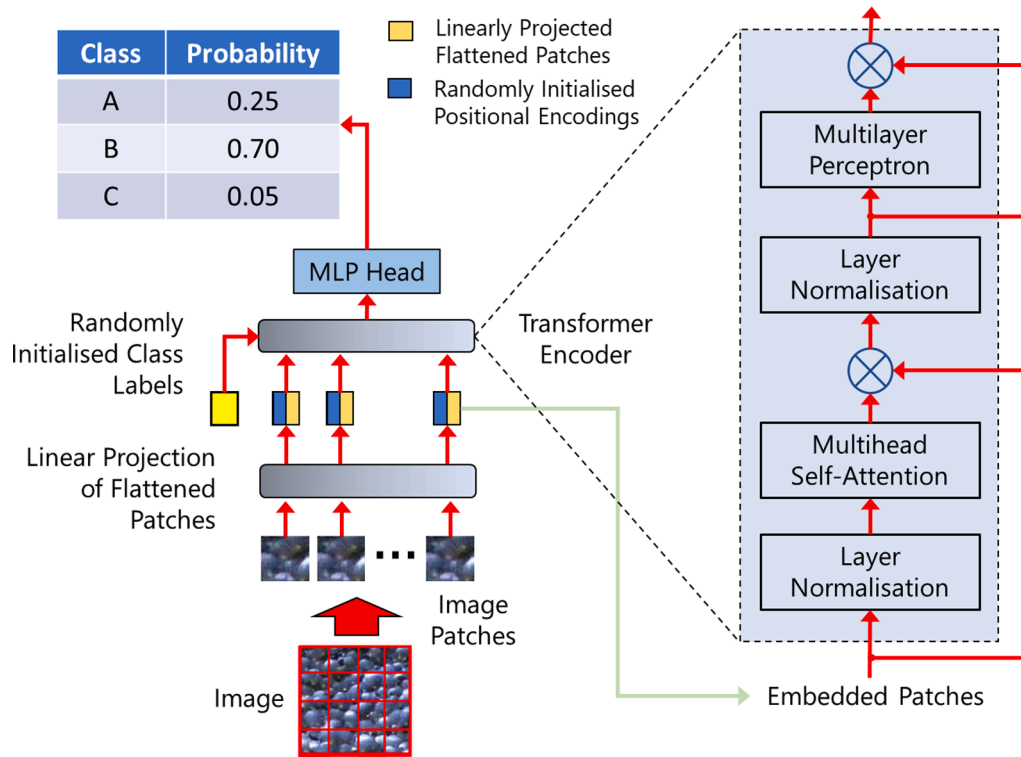 Class Probability
A 0.25
B 0.70
C 0.05
Linearly Projected
Flattened Patches
Randomly Initialised
Positional Encodings
MLP Head
Randomly
Initialised Class
Labels
Transformer
Encoder
Linear Projection
of Flattened
Patches
Image
Patches
Image
Multilayer
Perceptron
Layer
Normalisation
Multihead
Self-Attention
Layer
Normalisation
Embedded Patches